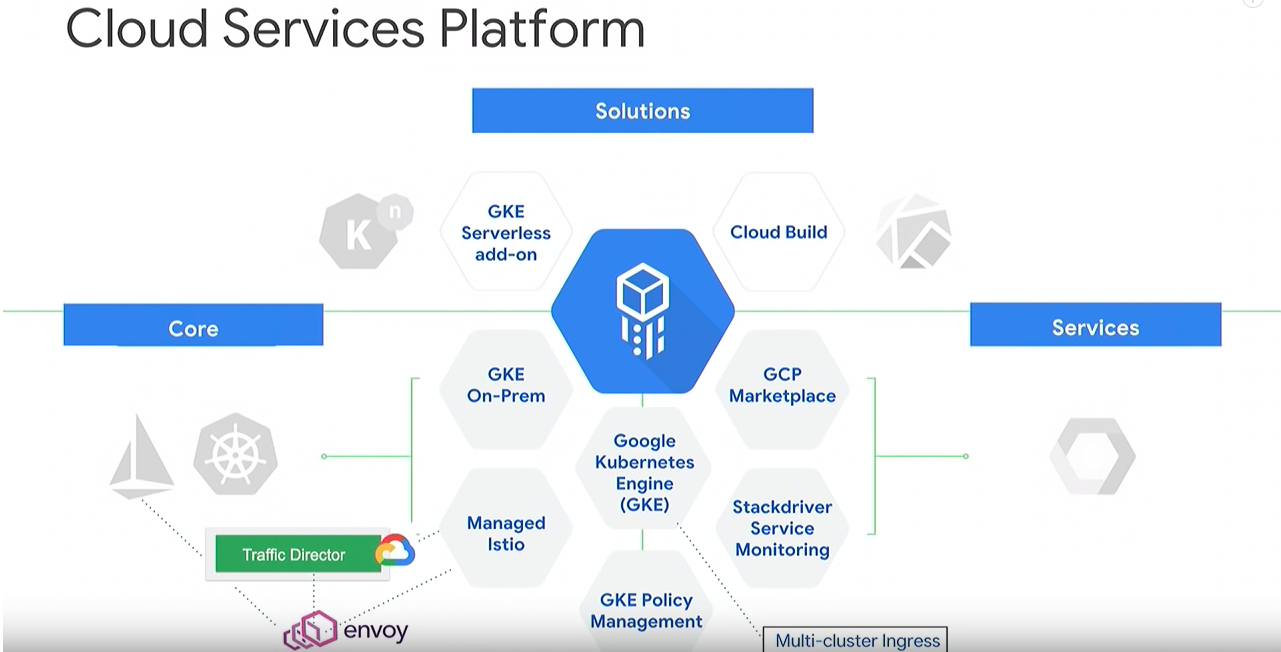 Cloud Services Platform
Solutions
K
n
GKE
Serverless
add-on
Cloud Build
Core
Services
GKE
On-Prem
GCP
Marketplace
Google
Kubernetes
Engine
(GKE)
Managed
Istio
Stackdriver
Service
Monitoring
Traffic Director
GKE Policy
Management
envoy
Multi-cluster Ingress